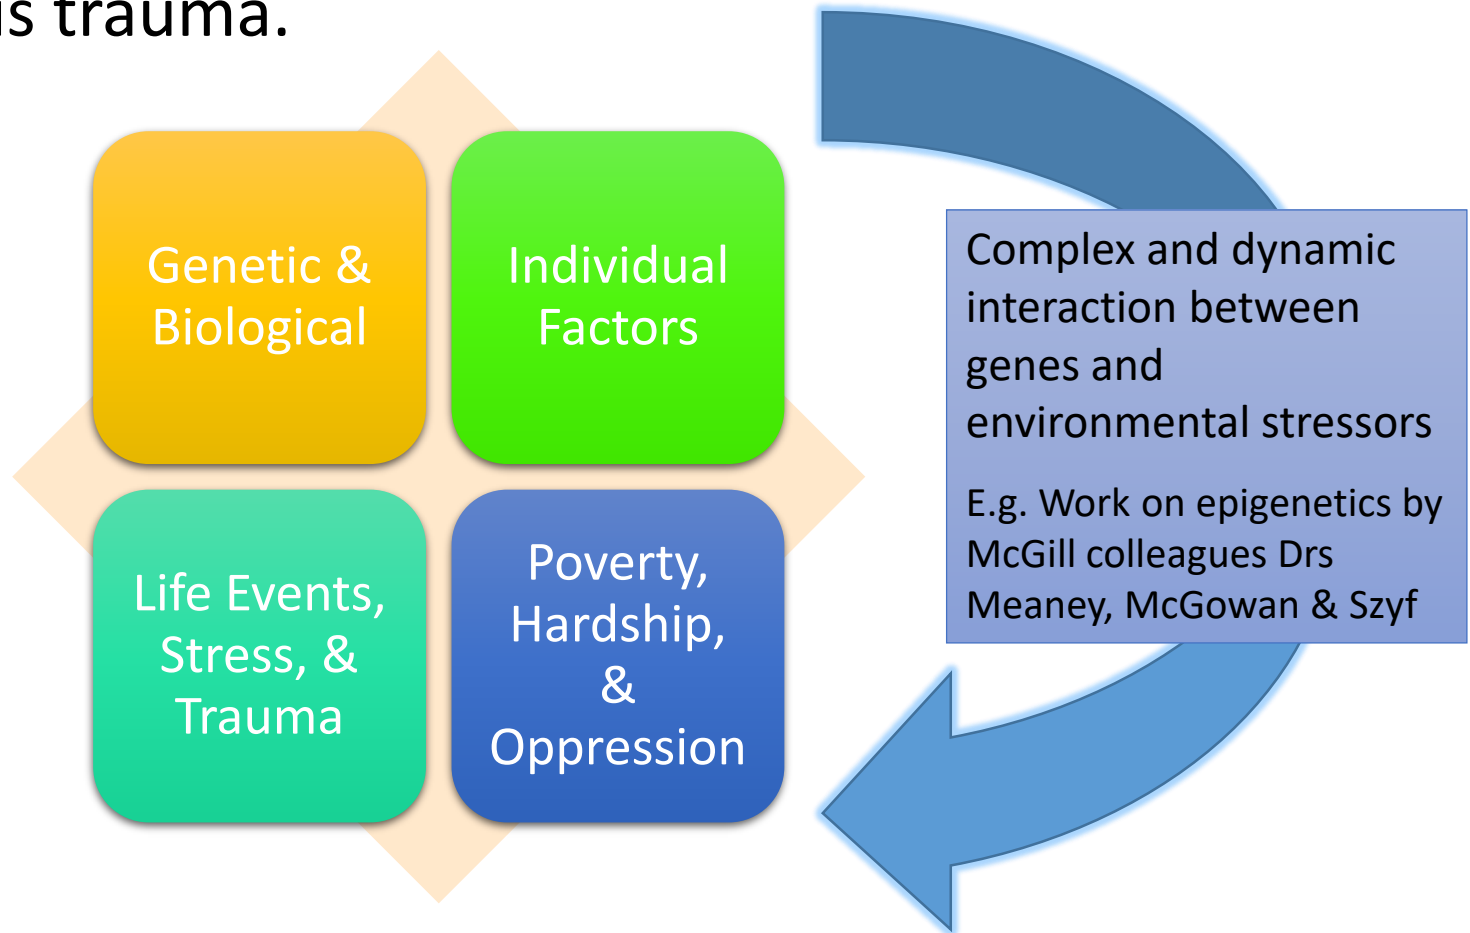 is trauma.
Genetic &
Biological
Individual
Factors
Life Events,
Stress, &
Trauma
Poverty,
Hardship,
&
Oppression
Complex and dynamic
interaction between
genes and
environmental stressors
E.g. Work on epigenetics by
McGill colleagues Drs
Meaney, McGowan & Szyf